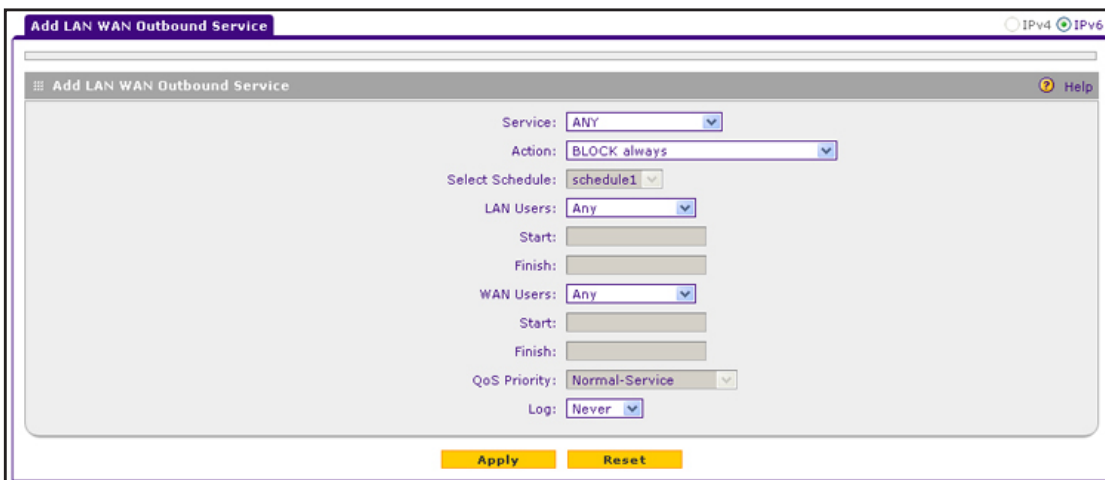 Add LAN WAN Outbound Service
IPv4 IPv6
Add LAN WAN Outbound Service
Help
Service: ANY
Action: BLOCK always
Select Schedule: schedule1
LAN Users: Any
Start:
Finish:
WAN Users: Any
Start:
Finish:
QoS Priority: Normal-Service
Log: Never
Apply Reset